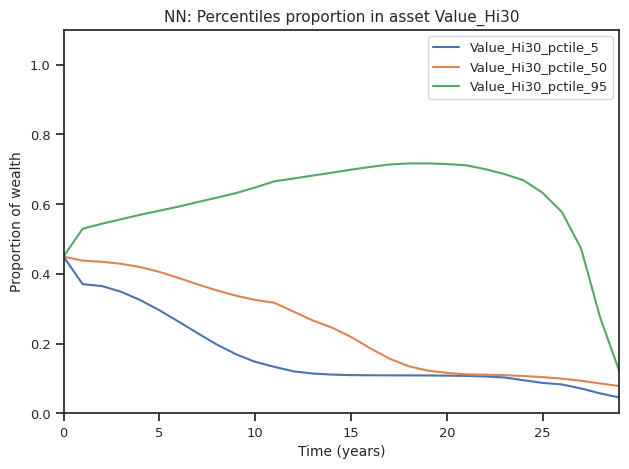 NN: Percentiles proportion in asset Value_Hi30
Value_Hi30_pctile_5
Value_Hi30_pctile_50
Value_Hi30_pctile_95
Proportion of wealth
1.0
0.8
0.6
0.4
0.2
0.0
0 5 10 15 20 25
Time (years)